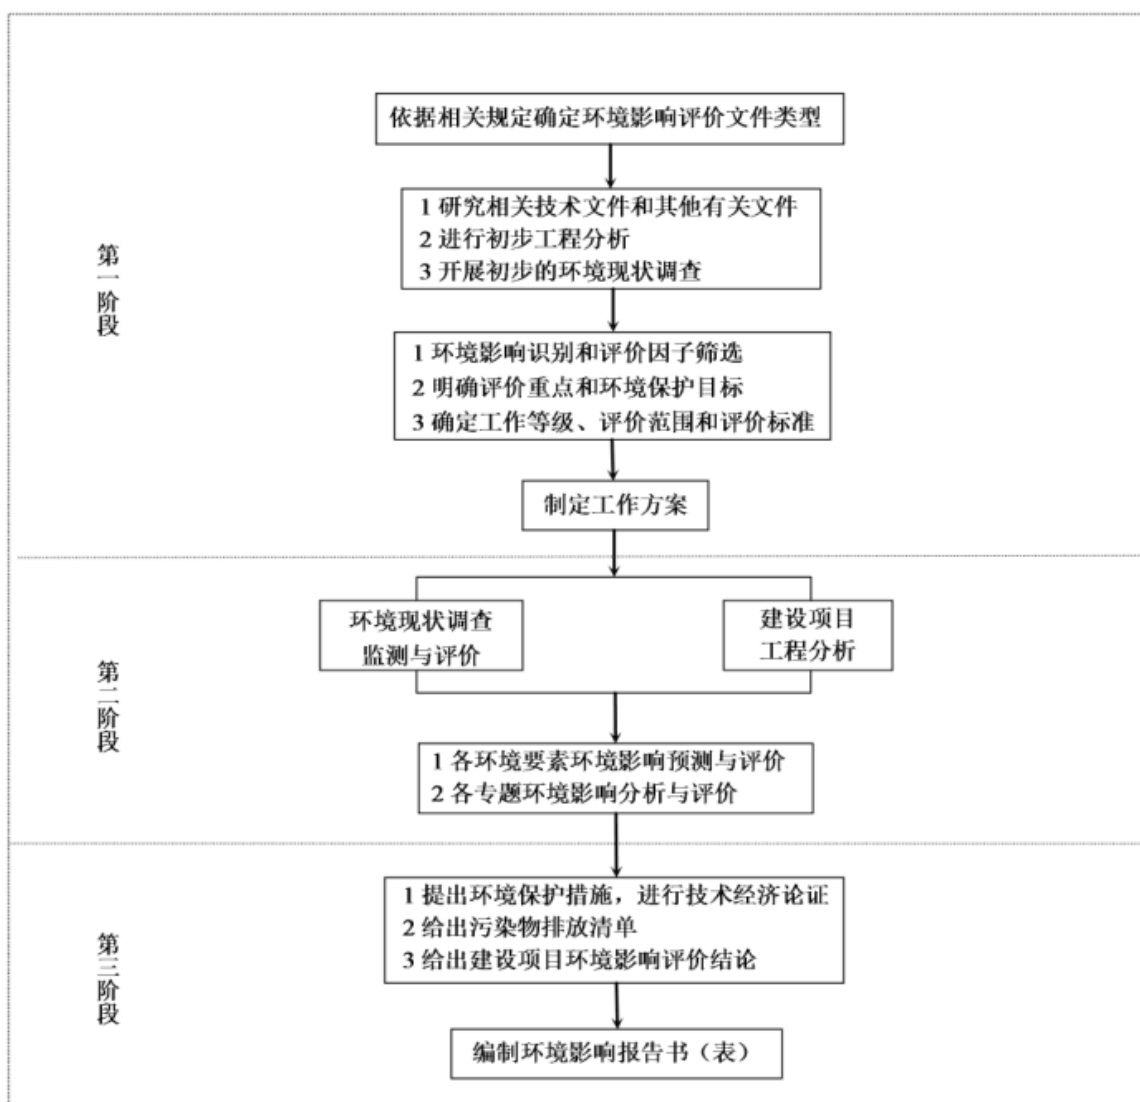 依据相关规定确定环境影响评价文件类型
1 研究相关技术文件和其他有关文件
2 进行初步工程分析
3 开展初步的环境现状调查
第一阶段
1 环境影响识别和评价因子筛选
2 明确评价重点和环境保护目标
3 确定工作等级、评价范围和评价标准
制定工作方案
环境现状调查
监测与评价
建设项目
工程分析
第二阶段
1 各环境要素环境影响预测与评价
2 各专题环境影响分析与评价
1 提出环境保护措施，进行技术经济论证
2 给出污染物排放清单
3 给出建设项目环境影响评价结论
第三阶段
编制环境影响报告书（表）